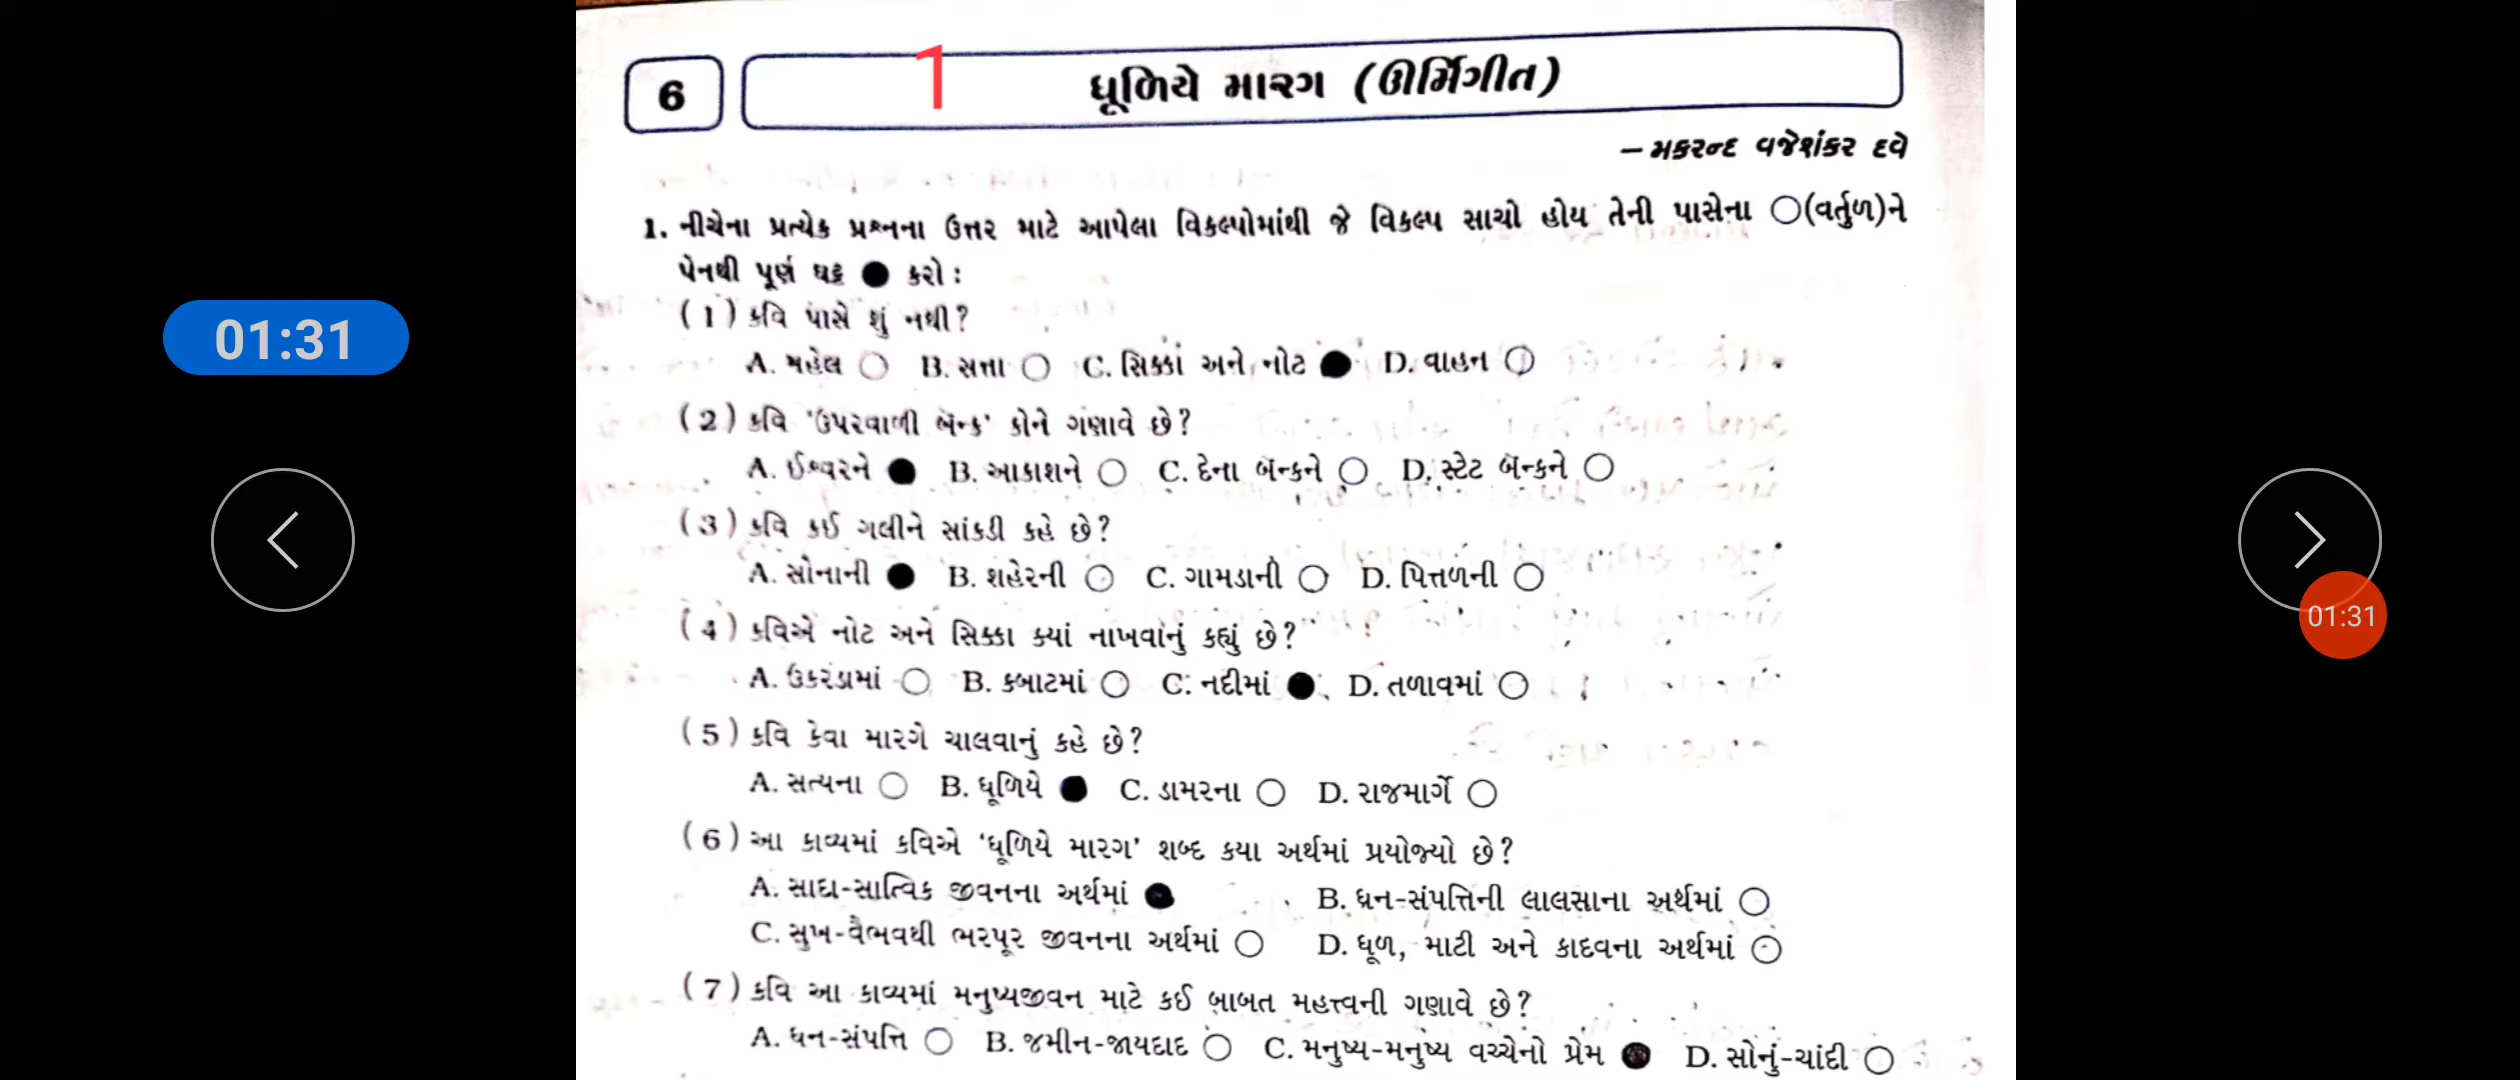 6
1
ધૂળિયે મારગ (ઊર્મિગીત)
– મકરન્દ વજેશંકર દવે
1. નીચેના પ્રત્યેક પ્રશ્નના ઉત્તર માટે આપેલા વિકલ્પોમાંથી જે વિકલ્પ સાચો હોય તેની પાસેના ○(વર્તુળ)ને
પેનથી પૂર્ણ ઘટ્ટ ● કરો :
(1) કવિ પાસે શું નથી?
A. મહેલ ○ B. સત્તા ○ C. સિક્કા અને નોટ ● D. વાહન ○
(2) કવિ 'ઉપરવાળી બૅન્ક' કોને ગણાવે છે?
A. ઈશ્વરને ● B. આકાશને ○ C. દેના બૅન્કને ○ D. સ્ટેટ બૅન્કને ○
(3) કવિ કઈ ગલીને સાંકડી કહે છે?
A. સોનાની ● B. શહેરની ○ C. ગામડાની ○ D. પિત્તળની ○
(4) કવિએ નોટ અને સિક્કા ક્યાં નાખવાનું કહ્યું છે?
A. ઉકરડામાં ○ B. કબાટમાં ○ C. નદીમાં ● D. તળાવમાં ○
(5) કવિ કેવા મારગે ચાલવાનું કહે છે?
A. સત્યના ○ B. ધૂળિયે ● C. ડામરના ○ D. રાજમાર્ગે ○
(6) આ કાવ્યમાં કવિએ ‘ધૂળિયે મારગ’ શબ્દ કયા અર્થમાં પ્રયોજ્યો છે?
A. સાદા-સાત્વિક જીવનના અર્થમાં ● B. ધન-સંપત્તિની લાલસાના અર્થમાં ○
C. સુખ-વૈભવથી ભરપૂર જીવનના અર્થમાં ○ D. ધૂળ, માટી અને કાદવના અર્થમાં ○
(7) કવિ આ કાવ્યમાં મનુષ્યજીવન માટે કઈ બાબત મહત્ત્વની ગણાવે છે?
A. ધન-સંપત્તિ ○ B. જમીન-જાયદાદ ○ C. મનુષ્ય-મનુષ્ય વચ્ચેનો પ્રેમ ● D. સોનું-ચાંદી ○
01:31
01:31